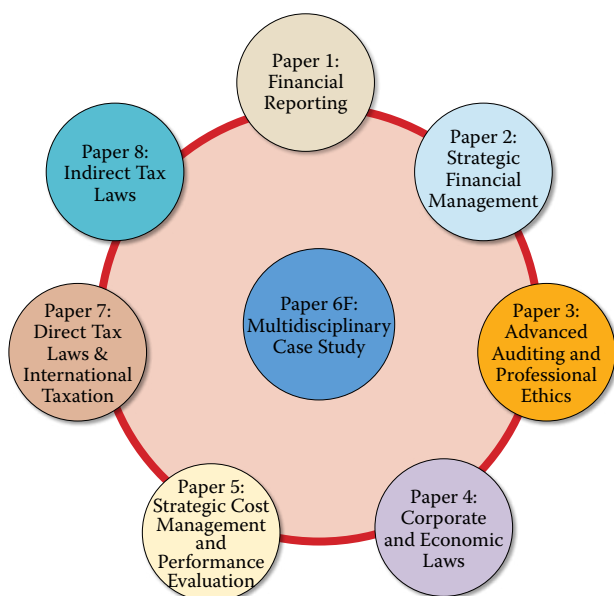 Paper 1:
Financial
Reporting
Paper 2:
Strategic
Financial
Management
Paper 3:
Advanced
Auditing and
Professional
Ethics
Paper 4:
Corporate
and Economic
Laws
Paper 5:
Strategic Cost
Management
and
Performance
Evaluation
Paper 7:
Direct Tax
Laws &
International
Taxation
Paper 8:
Indirect Tax
Laws
Paper 6F:
Multidisciplinary
Case Study